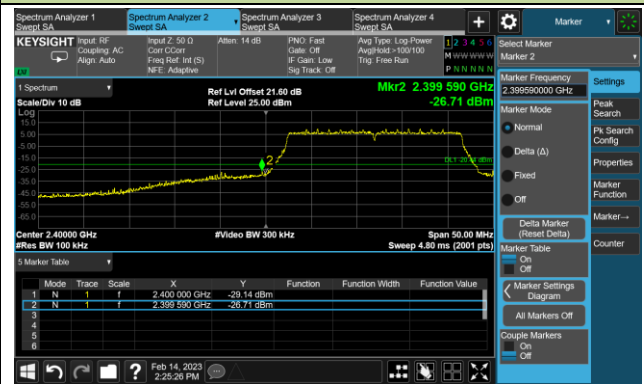 Spectrum Analyzer 1
Swept SA
Spectrum Analyzer 2
Swept SA
Spectrum Analyzer 3
Swept SA
Spectrum Analyzer 4
Swept SA
Marker
KEYSIGHT
Input: RF
Coupling: AC
Align: Auto
Input Z: 50 Ω
Corr CCorr
Freq Ref: Int (S)
NFE: Adaptive
Atten: 14 dB
PNO: Fast
Gate: Off
IF Gain: Low
Sig Track: Off
Avg Type: Log-Power
Avg|Hold:>100/100
Trig: Free Run
1 2 3 4 5 6
M W W W W W
P N N N N N
LW
Select Marker
Marker 2
1 Spectrum
Scale/Div 10 dB
Ref Lvl Offset 21.60 dB
Ref Level 25.00 dBm
Mkr2 2.399 590 GHz
-26.71 dBm
Log
15.0
5.00
-5.00
-15.0
-25.0
-35.0
-45.0
-55.0
-65.0
2
Center 2.40000 GHz
#Res BW 100 kHz
#Video BW 300 kHz
Span 50.00 MHz
Sweep 4.80 ms (2001 pts)
5 Marker Table
Mode Trace Scale X Y Function Function Width Function Value
1 N 1 f 2.400 000 GHz -29.14 dBm
2 N 1 f 2.399 590 GHz -26.71 dBm
3
4
5
6
Marker Frequency
2.399590000 GHz
Marker Mode
Normal
Delta (Δ)
Fixed
Off
Delta Marker
(Reset Delta)
Marker Table
On
Off
Marker Settings
Diagram
All Markers Off
Couple Markers
On
Off
Settings
Peak
Search
Pk Search
Config
Properties
Marker
Function
Marker→
Counter
Feb 14, 2023
2:25:26 PM